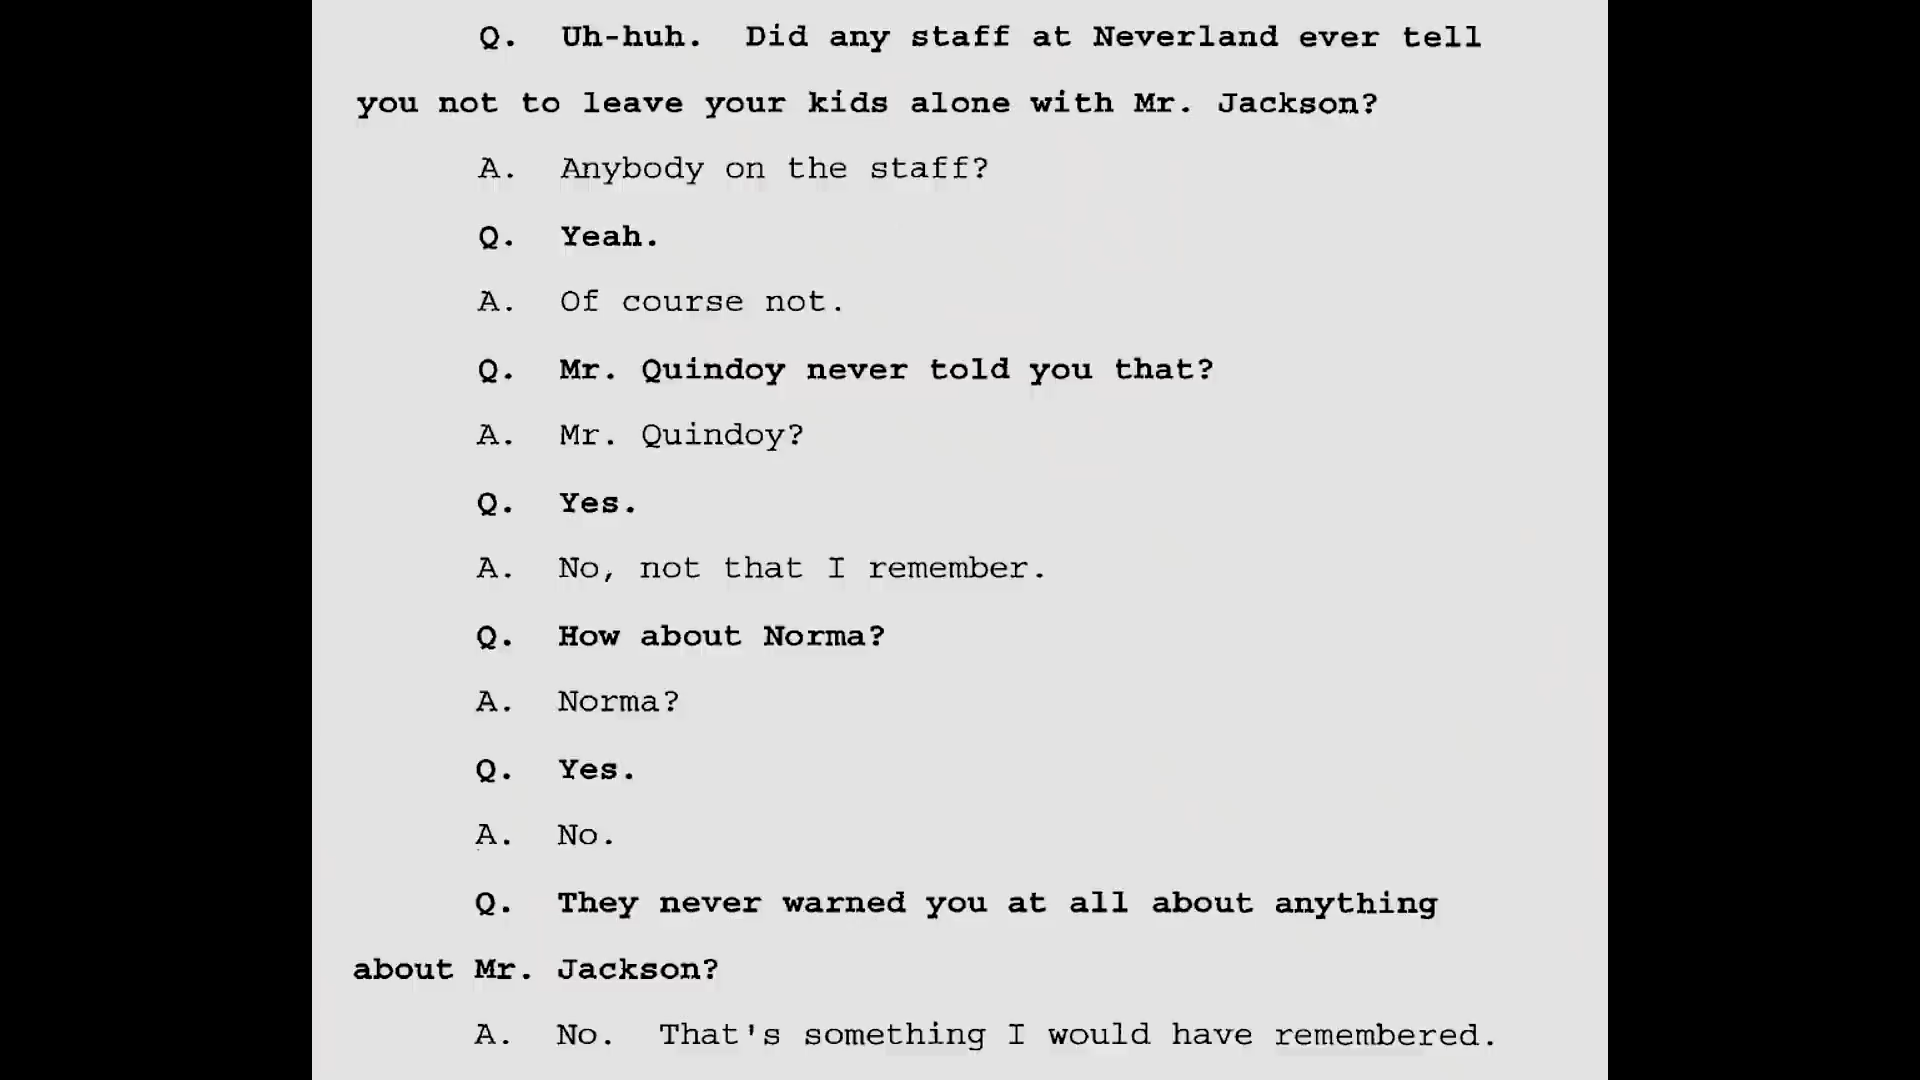 Q. Uh-huh. Did any staff at Neverland ever tell
you not to leave your kids alone with Mr. Jackson?
A. Anybody on the staff?
Q. Yeah.
A. Of course not.
Q. Mr. Quindoy never told you that?
A. Mr. Quindoy?
Q. Yes.
A. No, not that I remember.
Q. How about Norma?
A. Norma?
Q. Yes.
A. No.
Q. They never warned you at all about anything
about Mr. Jackson?
A. No. That's something I would have remembered.